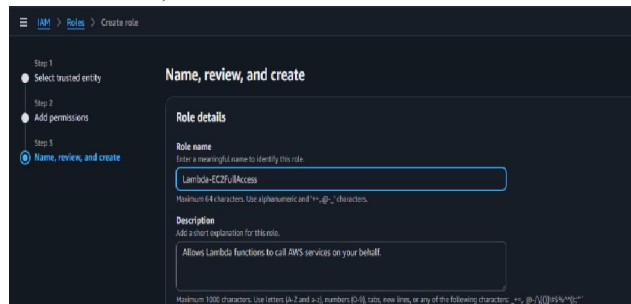 IAM > Roles > Create role
Step 1
Select trusted entity
Step 2
Add permissions
Step 3
Name, review, and create
Name, review, and create
Role details
Role name
Enter a meaningful name to identify this role.
Lambda-EC2FullAccess
Maximum 64 characters. Use alphanumeric and '+=,.@-_' characters.
Description
Add a short explanation for this role.
Allows Lambda functions to call AWS services on your behalf.
Maximum 1000 characters. Use letters (A-Z and a-z), numbers (0-9), tabs, new lines, or any of the following characters: